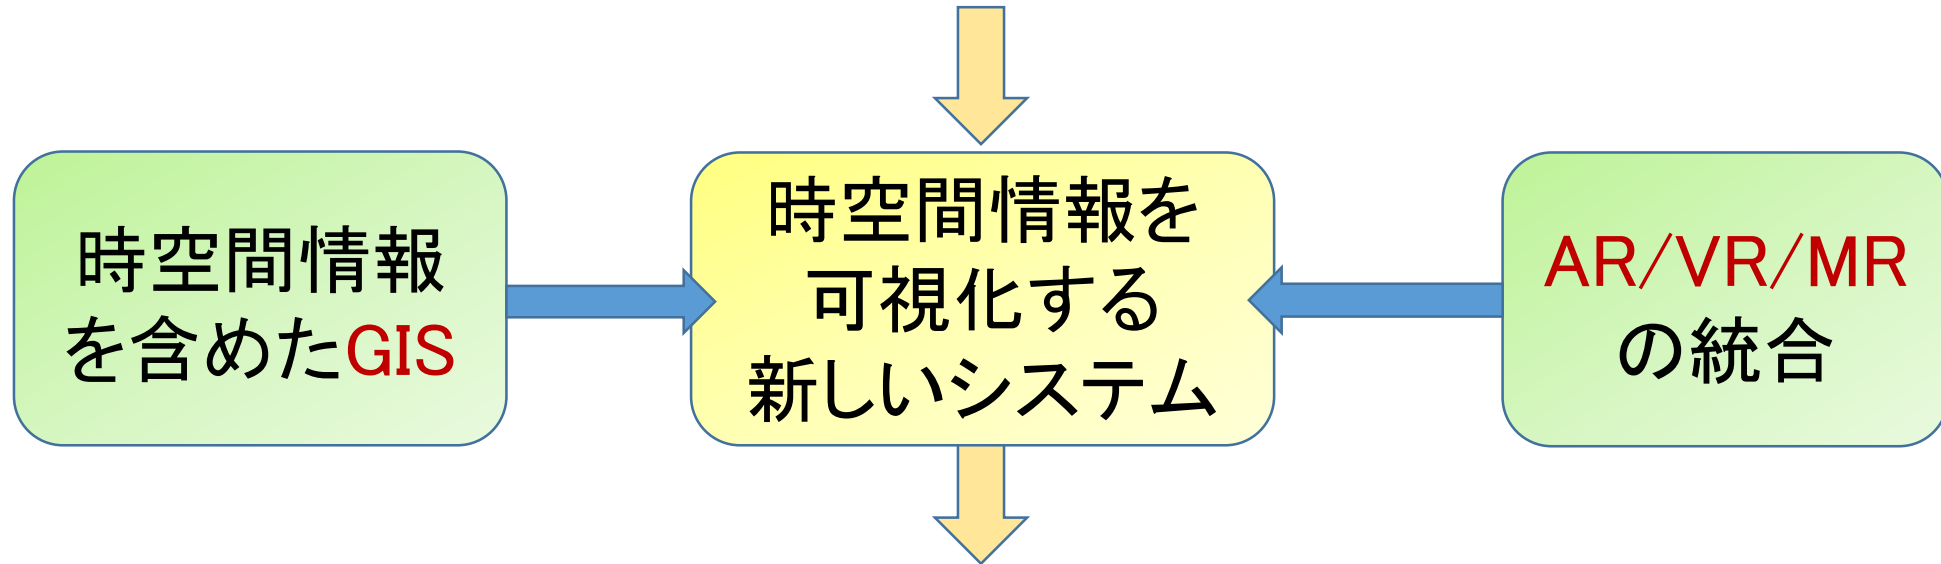 時空間情報
を含めたGIS
時空間情報を
可視化する
新しいシステム
AR/VR/MR
の統合